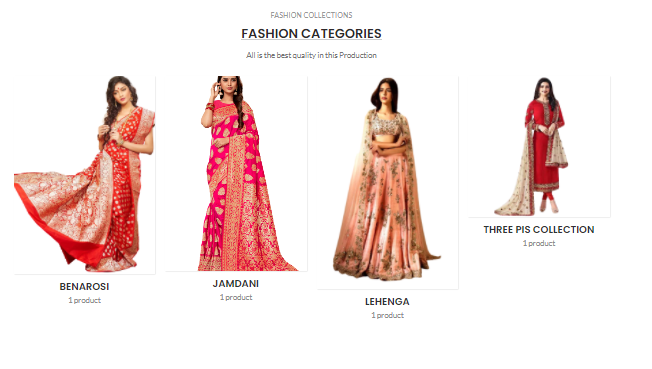 FASHION COLLECTIONS
FASHION CATEGORIES
All is the best quality in this Production
BENAROSI
1 product
JAMDANI
1 product
LEHENGA
1 product
THREE PIS COLLECTION
1 product